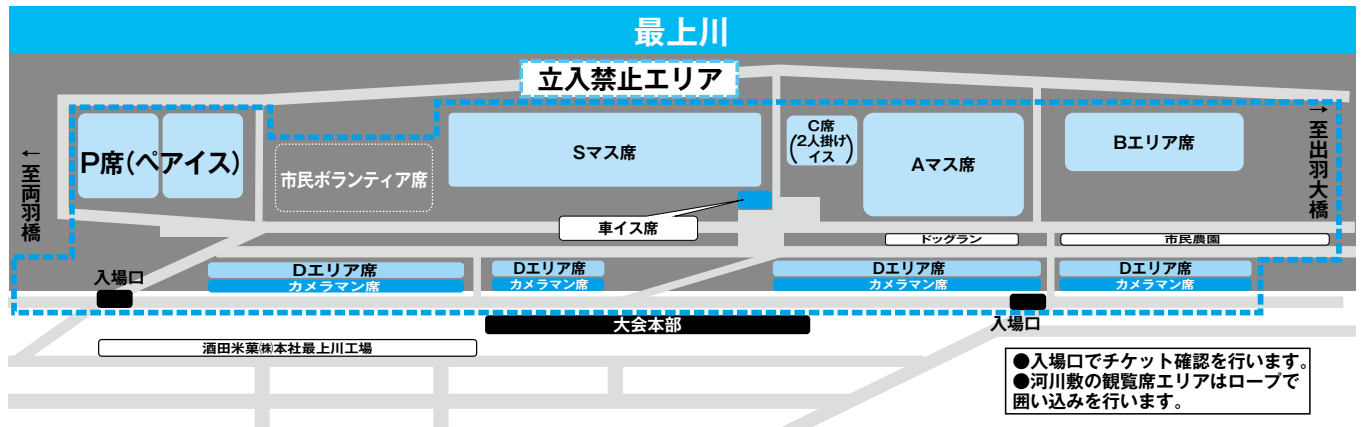 最上川
立入禁止エリア
P席(ペアイス)
市民ボランティア席
Sマス席
C席
(2人掛け
イス)
Aマス席
Bエリア席
←至両羽橋
→至出羽大橋
車イス席
ドッグラン
市民農園
入場口
Dエリア席
カメラマン席
Dエリア席
カメラマン席
Dエリア席
カメラマン席
Dエリア席
カメラマン席
大会本部
入場口
酒田米菓㈱本社最上川工場
●入場口でチケット確認を行います。
●河川敷の観覧席エリアはロープで
囲い込みを行います。